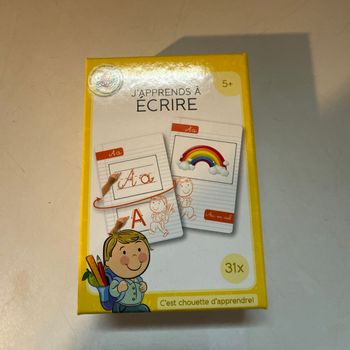 J'APPRENDS À
ÉCRIRE
5+
Aa
Aa
Aa
A
31x
C'est chouette d'apprendre!